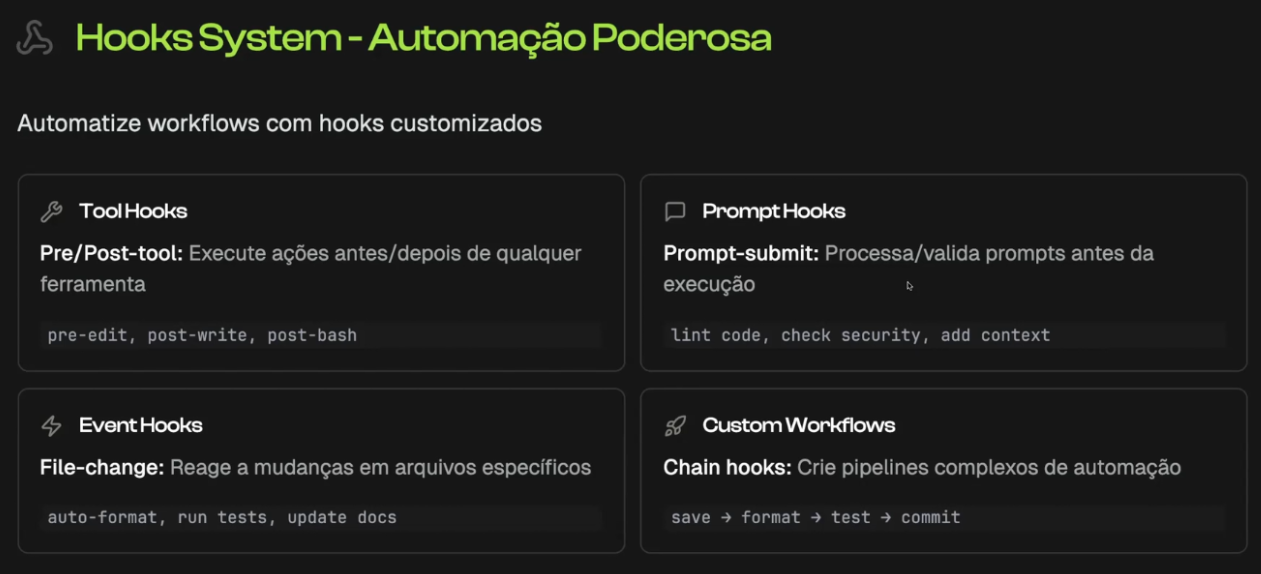 Hooks System - Automação Poderosa
Automatize workflows com hooks customizados
Tool Hooks
Pre/Post-tool: Execute ações antes/depois de qualquer
ferramenta
pre-edit, post-write, post-bash
Prompt Hooks
Prompt-submit: Processa/valida prompts antes da
execução
lint code, check security, add context
Event Hooks
File-change: Reage a mudanças em arquivos específicos
auto-format, run tests, update docs
Custom Workflows
Chain hooks: Crie pipelines complexos de automação
save → format → test → commit